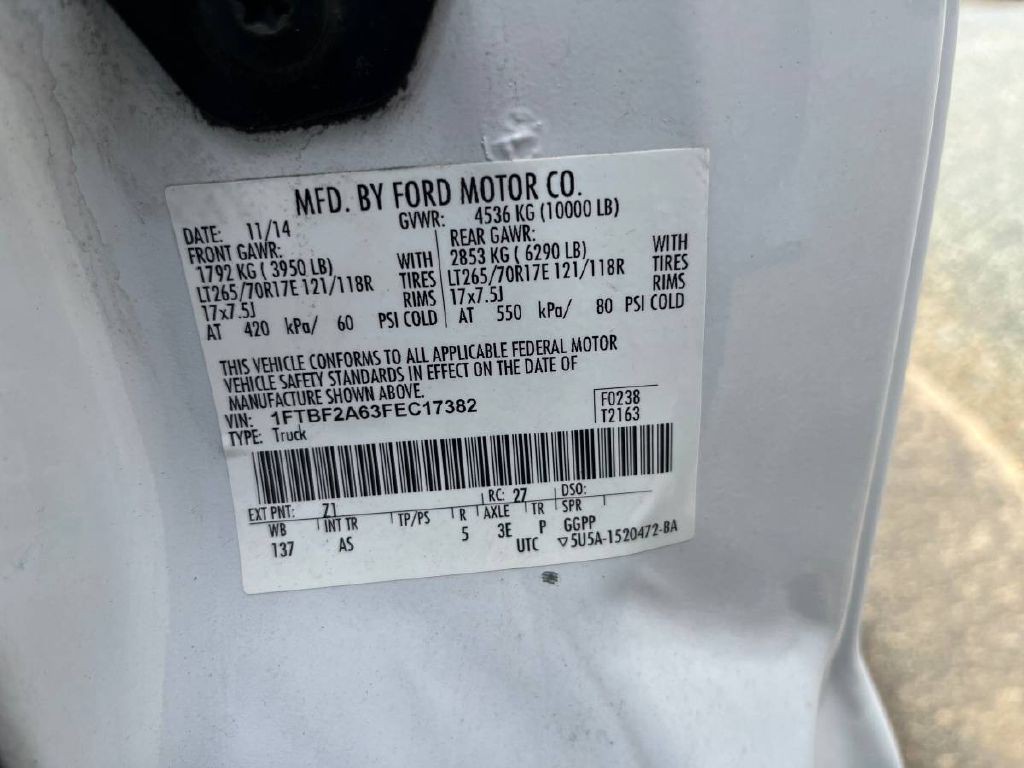 MFD. BY FORD MOTOR CO.
DATE: 11/14 GVWR: 4536 KG (10000 LB)
FRONT GAWR: REAR GAWR:
1792 KG ( 3950 LB) WITH 2853 KG ( 6290 LB) WITH
LT265/70R17E 121/118R TIRES LT265/70R17E 121/118R TIRES
17x7.5J RIMS 17x7.5J RIMS
AT 420 kPa/ 60 PSI COLD AT 550 kPa/ 80 PSI COLD
THIS VEHICLE CONFORMS TO ALL APPLICABLE FEDERAL MOTOR
VEHICLE SAFETY STANDARDS IN EFFECT ON THE DATE OF
MANUFACTURE SHOWN ABOVE.
VIN: 1FTBF2A63FEC17382 F0238
TYPE: Truck T2163
EXT PNT: Z1 RC: 27 DSO:
WB INT TR TP/PS R AXLE TR SPR
137 AS 5 3E P GGPP
UTC ▽5U5A-1520472-BA